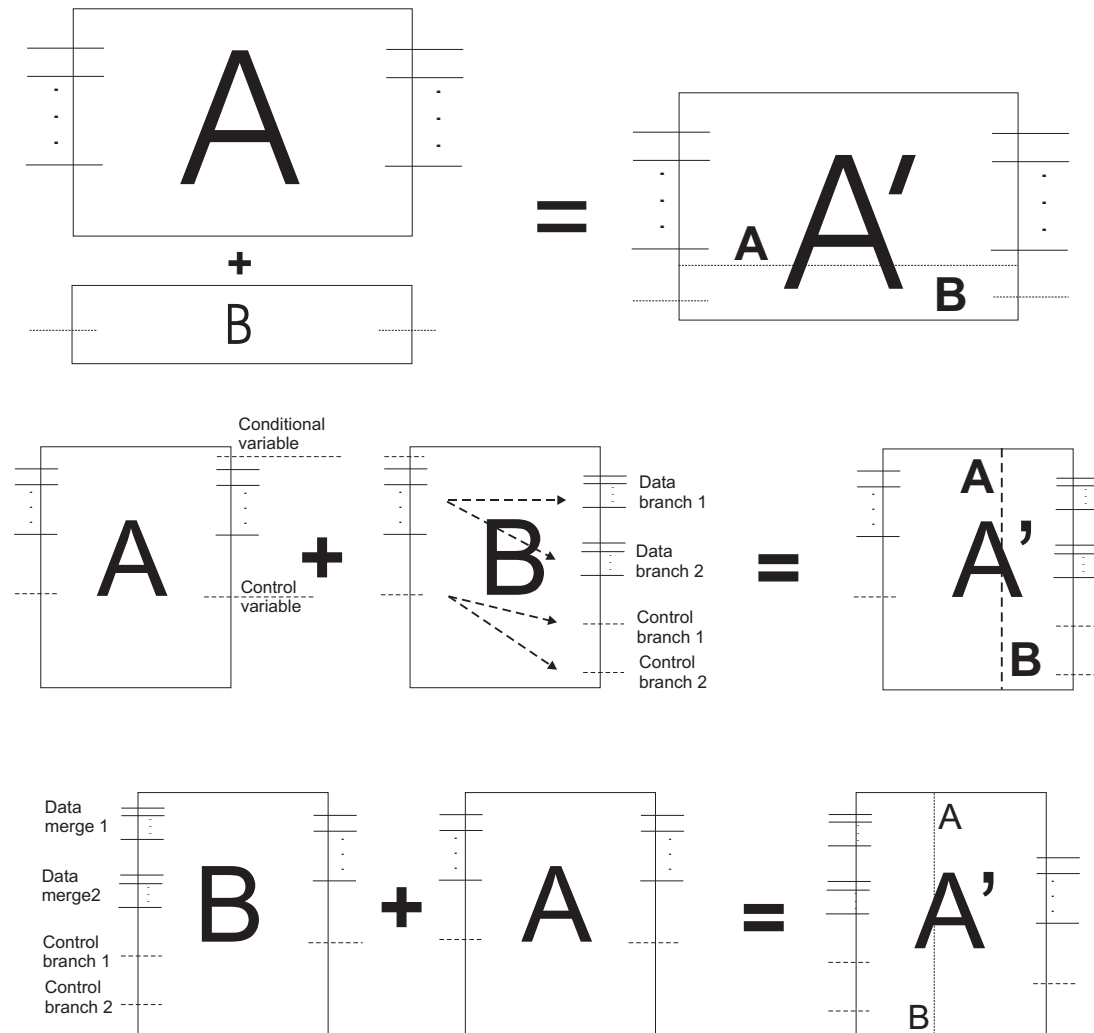 A
+
B
=
A′
A
B
Conditional
variable
A
Control
variable
+
B
Data
branch 1
Data
branch 2
Control
branch 1
Control
branch 2
=
A
A’
B
Data
merge 1
Data
merge2
Control
branch 1
Control
branch 2
B
+
A
=
A
A’
B